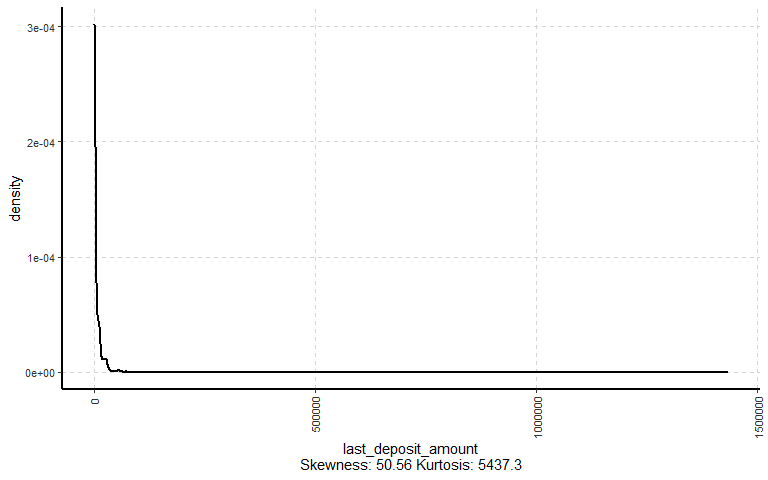 3e-04
2e-04
1e-04
0e+00
density
0
500000
1000000
1500000
last_deposit_amount
Skewness: 50.56 Kurtosis: 5437.3